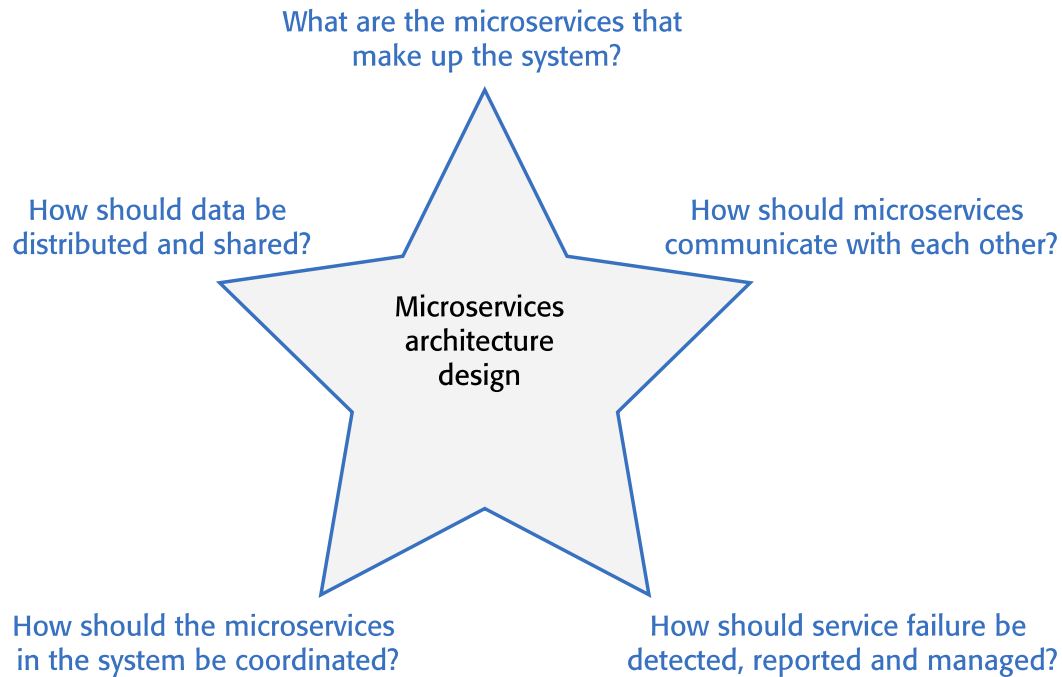 What are the microservices that
make up the system?
How should data be
distributed and shared?
How should microservices
communicate with each other?
Microservices
architecture
design
How should the microservices
in the system be coordinated?
How should service failure be
detected, reported and managed?